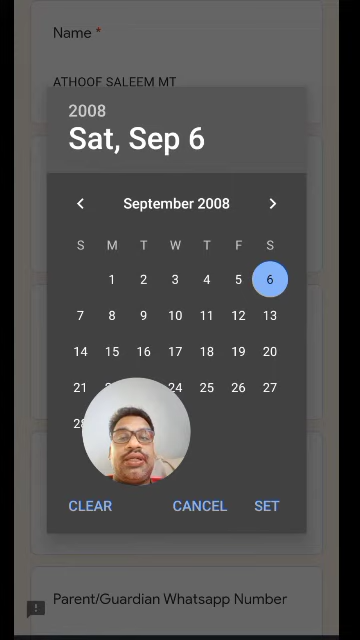 Name *
ATHOOF SALEEM MT
2008
Sat, Sep 6
September 2008
S M T W T F S
1 2 3 4 5 6
7 8 9 10 11 12 13
14 15 16 17 18 19 20
21 24 25 26 27
CLEAR CANCEL SET
Parent/Guardian Whatsapp Number